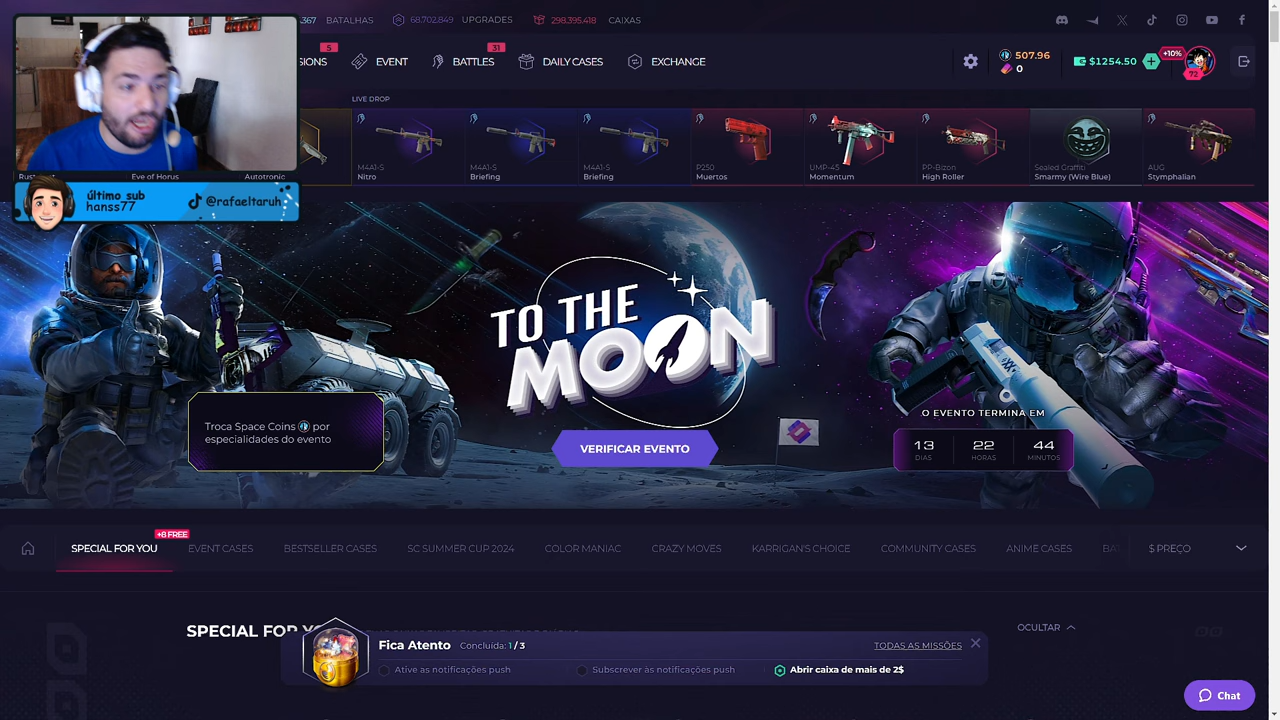 .367 BATALHAS 68.702.849 UPGRADES 298.395.418 CAIXAS
5
31
SIONS EVENT BATTLES DAILY CASES EXCHANGE
507.96
0
$1254.50
+10%
72
LIVE DROP
M4A1-S
Nitro
M4A1-S
Briefing
M4A1-S
Briefing
P250
Muertos
UMP-45
Momentum
PP-Bizon
High Roller
Sealed Graffiti
Smarmy (Wire Blue)
AUG
Stymphalian
Eve of Horus
Autotronic
último sub
hanss77
@rafaeltaruh
TO THE
MOON
Troca Space Coins por
especialidades do evento
VERIFICAR EVENTO
O EVENTO TERMINA EM
13 22 44
DIAS HORAS MINUTOS
+8 FREE
SPECIAL FOR YOU EVENT CASES BESTSELLER CASES SC SUMMER CUP 2024 COLOR MANIAC CRAZY MOVES KARRIGAN'S CHOICE COMMUNITY CASES ANIME CASES BA $ PREÇO
SPECIAL FOR YO
OCULTAR
Fica Atento Concluída: 1 / 3
TODAS AS MISSÕES
Ative as notificações push Subscrever às notificações push Abrir caixa de mais de 2$
Chat